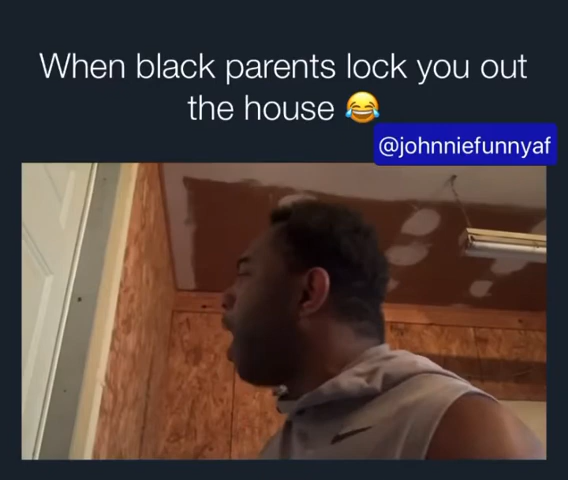 When black parents lock you out
the house 😂
@johnniefunnyaf